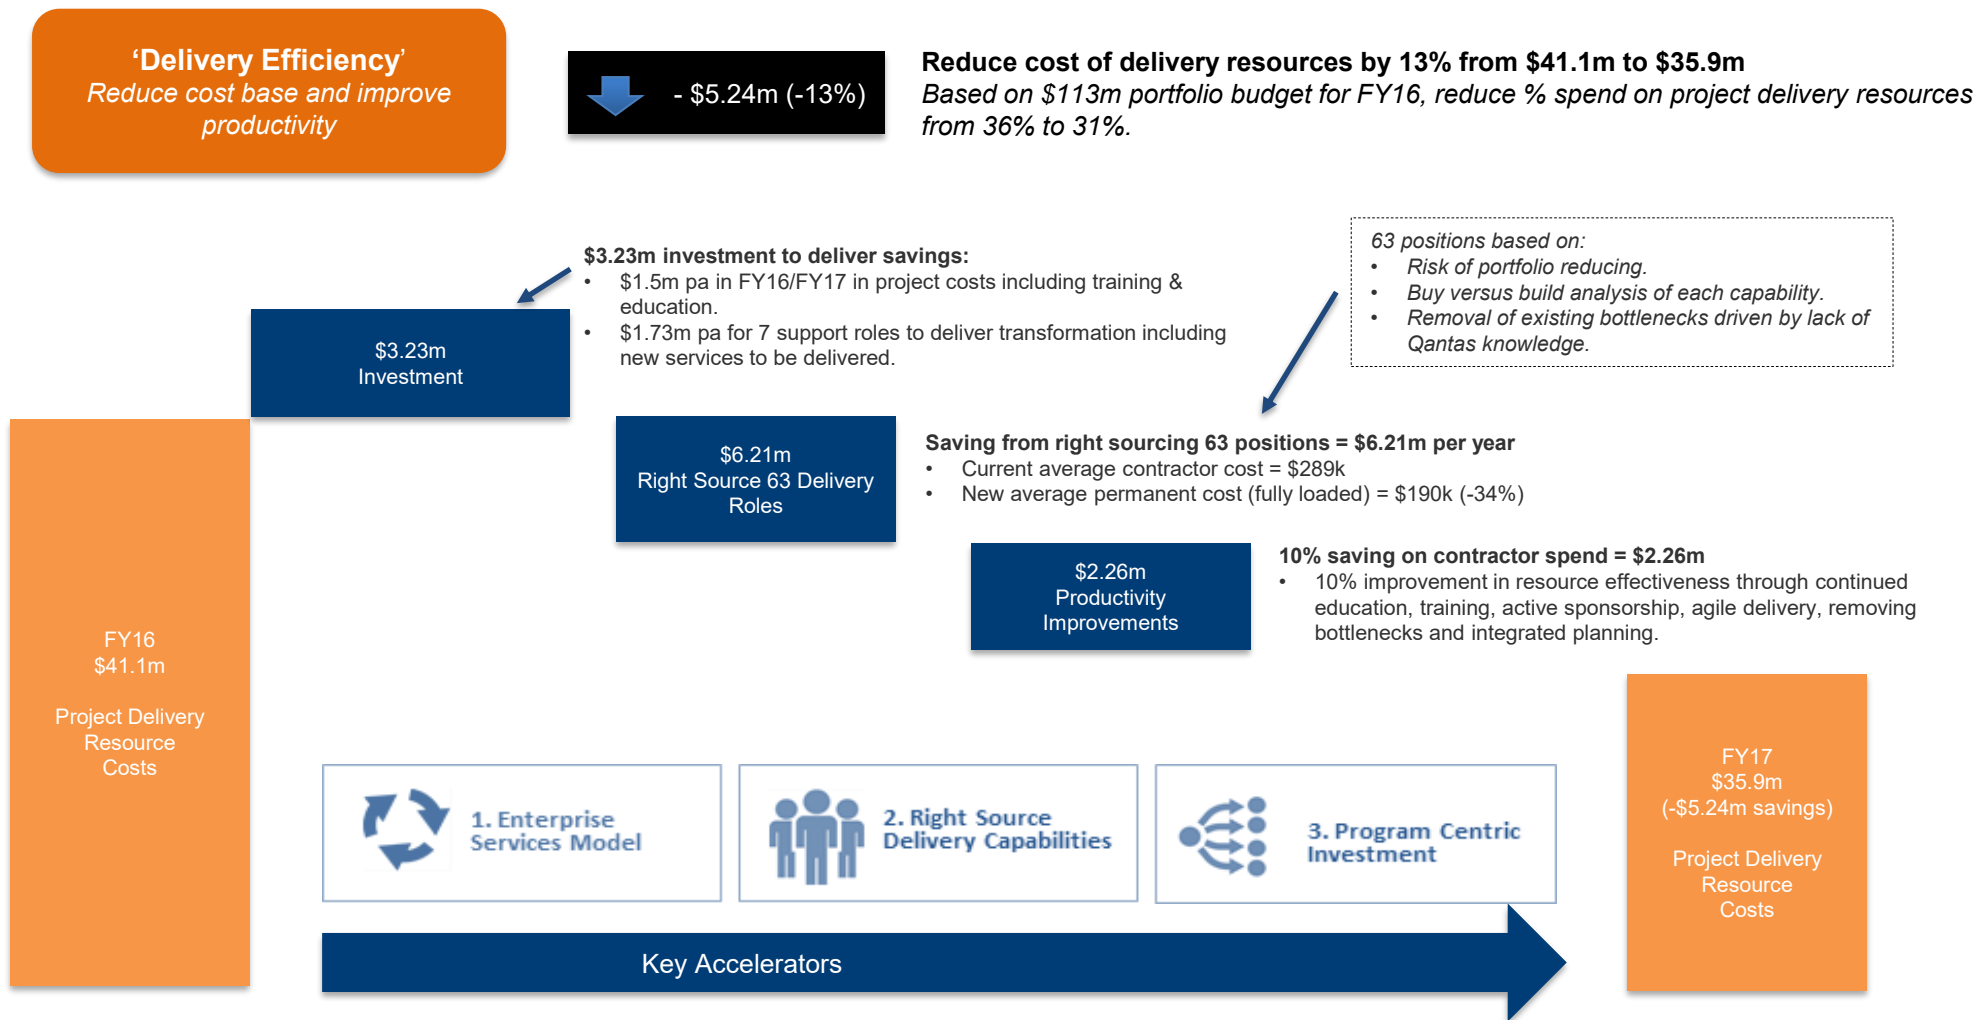 ‘Delivery Efficiency’
Reduce cost base and improve
productivity
- $5.24m (-13%)
Reduce cost of delivery resources by 13% from $41.1m to $35.9m
Based on $113m portfolio budget for FY16, reduce % spend on project delivery resources
from 36% to 31%.
$3.23m investment to deliver savings:
• $1.5m pa in FY16/FY17 in project costs including training &
education.
• $1.73m pa for 7 support roles to deliver transformation including
new services to be delivered.
63 positions based on:
• Risk of portfolio reducing.
• Buy versus build analysis of each capability.
• Removal of existing bottlenecks driven by lack of
Qantas knowledge.
$3.23m
Investment
$6.21m
Right Source 63 Delivery
Roles
Saving from right sourcing 63 positions = $6.21m per year
• Current average contractor cost = $289k
• New average permanent cost (fully loaded) = $190k (-34%)
$2.26m
Productivity
Improvements
10% saving on contractor spend = $2.26m
• 10% improvement in resource effectiveness through continued
education, training, active sponsorship, agile delivery, removing
bottlenecks and integrated planning.
FY16
$41.1m
Project Delivery
Resource
Costs
1. Enterprise
Services Model
2. Right Source
Delivery Capabilities
3. Program Centric
Investment
FY17
$35.9m
(-$5.24m savings)
Project Delivery
Resource
Costs
Key Accelerators